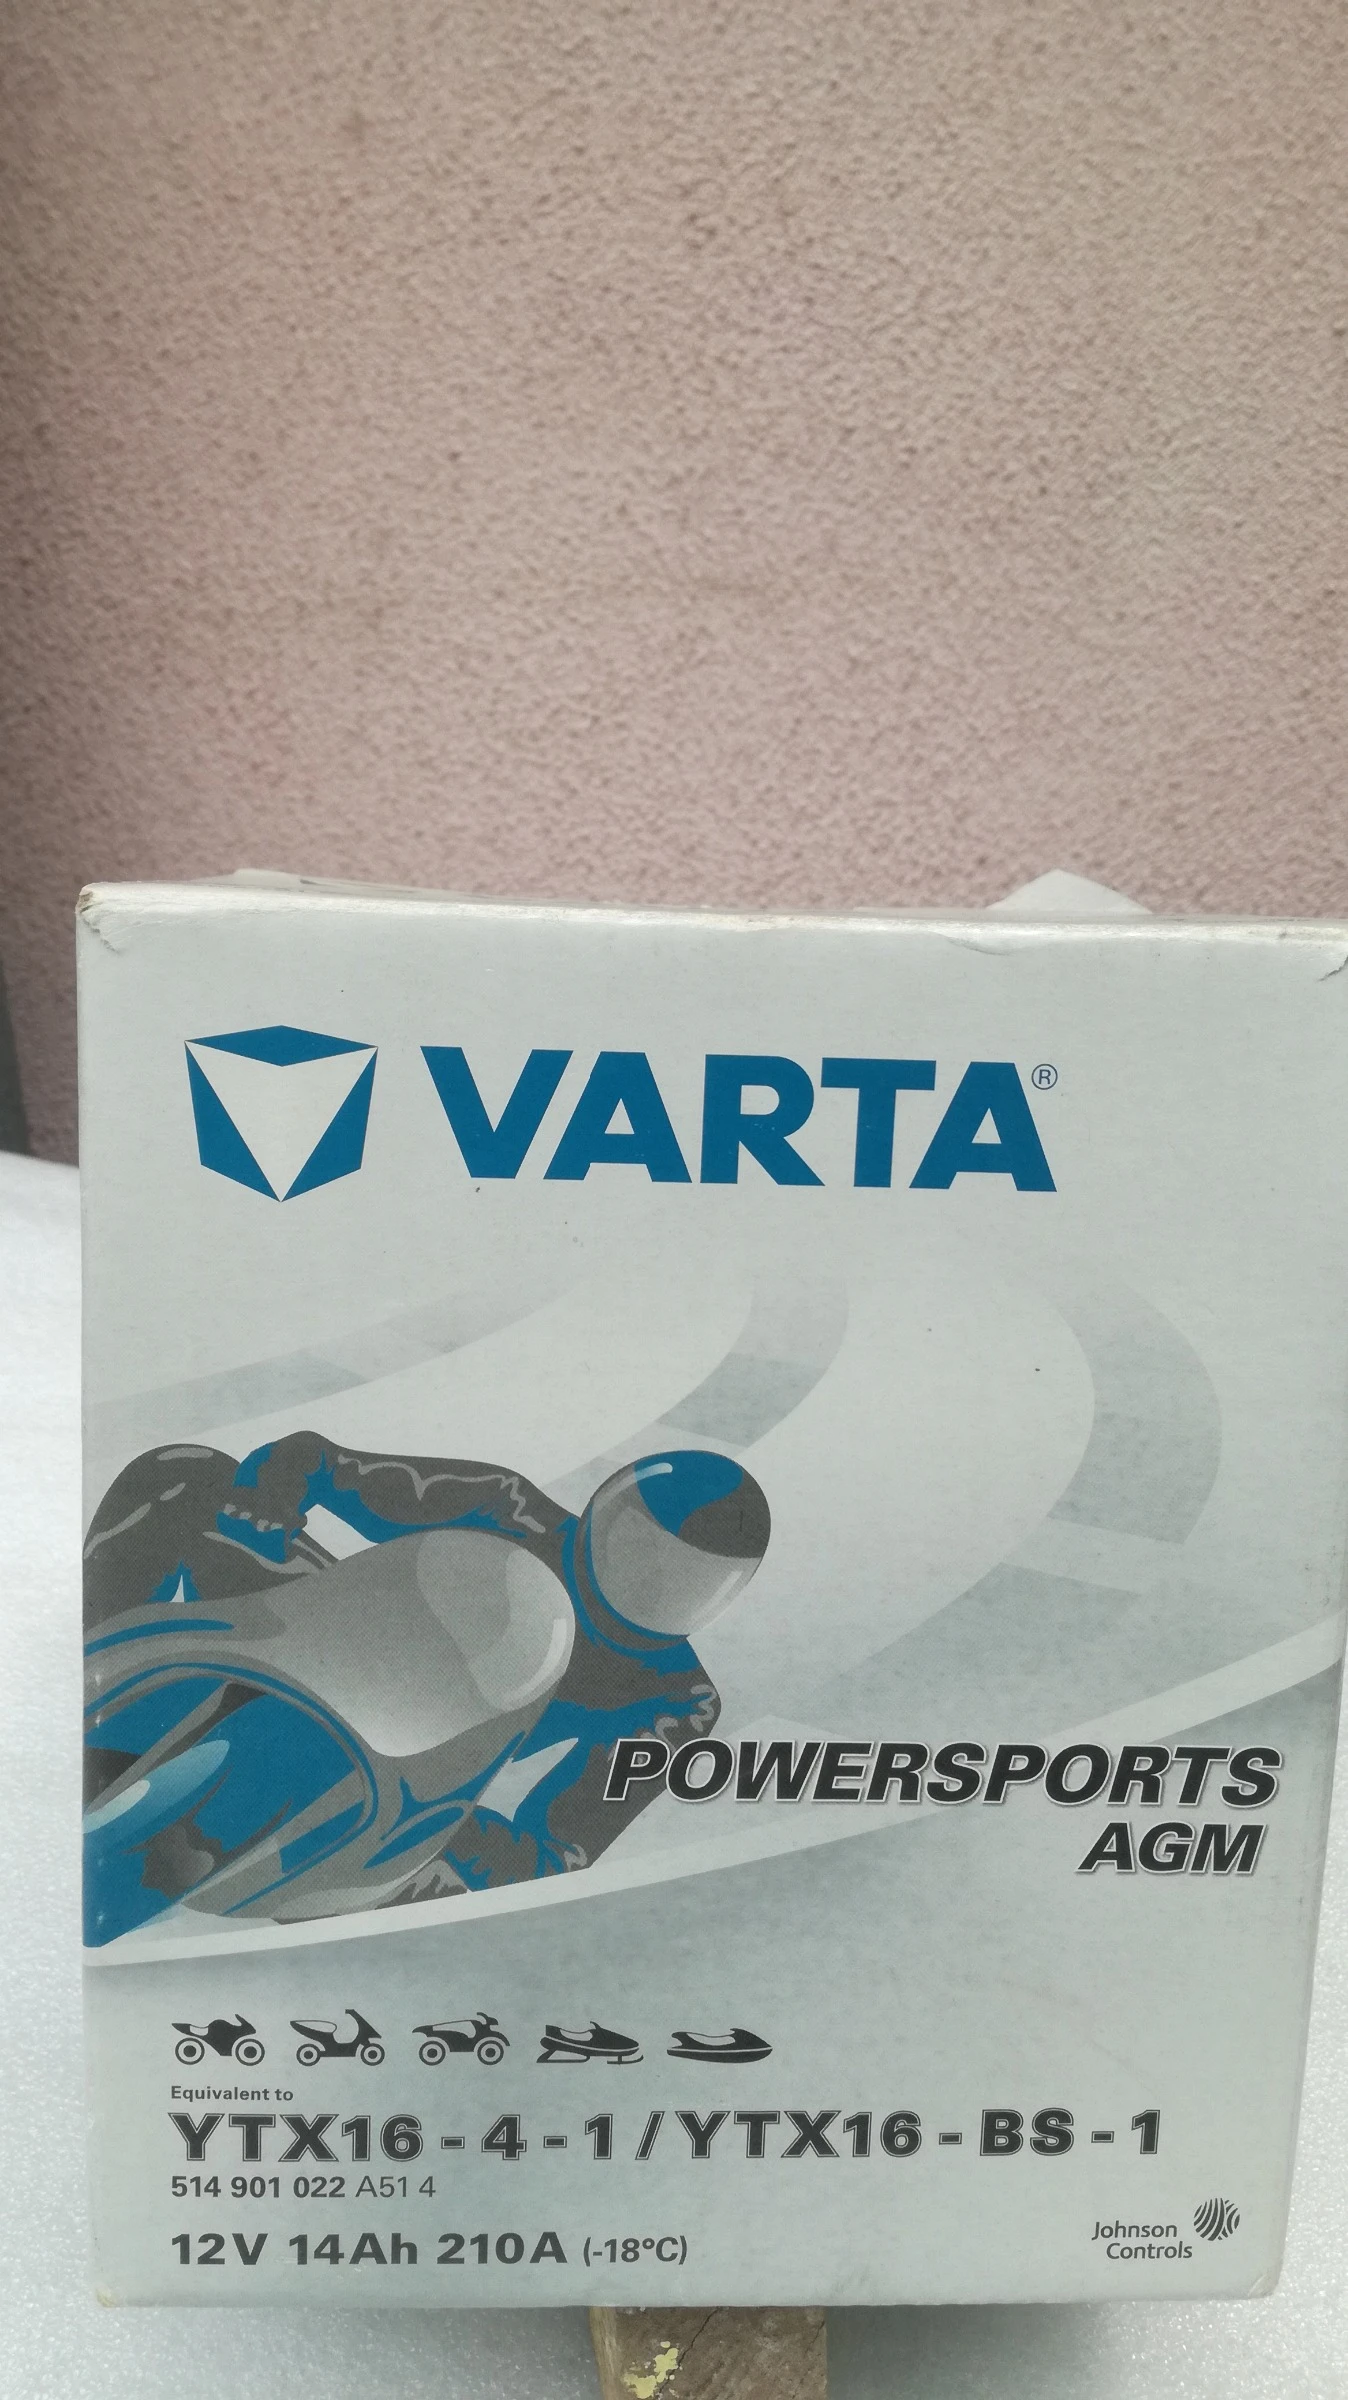 VARTA®
POWERSPORTS
AGM
Equivalent to
YTX16-4-1/YTX16-BS-1
514 901 022 A51 4
12V 14Ah 210A (-18°C)
Johnson
Controls